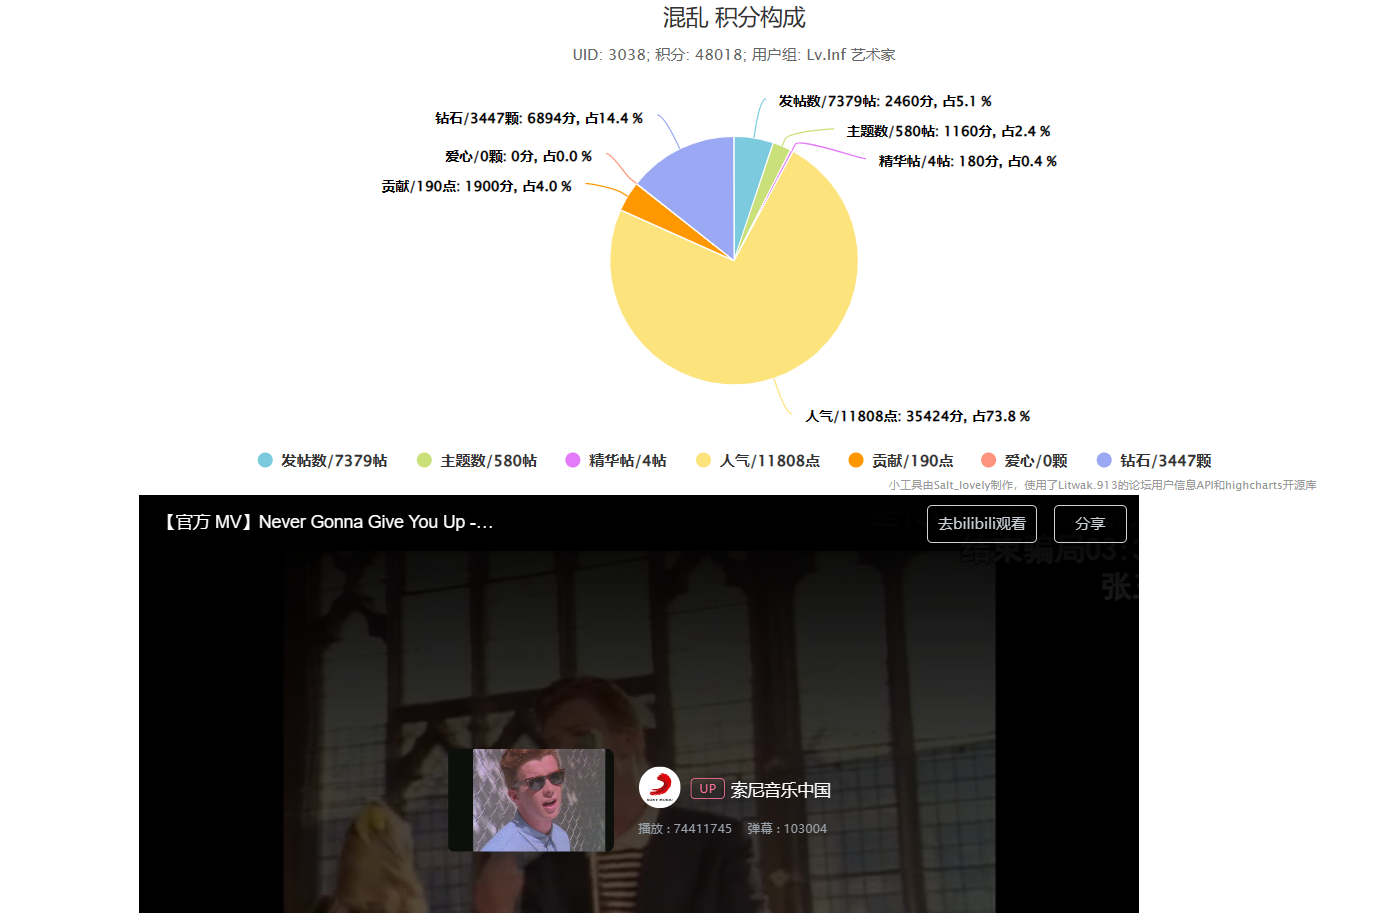 混乱 积分构成
UID: 3038; 积分: 48018; 用户组: Lv.Inf 艺术家
发帖数/7379帖: 2460分, 占5.1 %
钻石/3447颗: 6894分, 占14.4 %
主题数/580帖: 1160分, 占2.4 %
爱心/0颗: 0分, 占0.0 %
精华帖/4帖: 180分, 占0.4 %
贡献/190点: 1900分, 占4.0 %
人气/11808点: 35424分, 占73.8 %
发帖数/7379帖 主题数/580帖 精华帖/4帖 人气/11808点 贡献/190点 爱心/0颗 钻石/3447颗
小工具由Salt_lovely制作，使用了Litwak.913的论坛用户信息API和highcharts开源库
【官方 MV】Never Gonna Give You Up -…
去bilibili观看 分享
结束骗局03:3
张
UP 索尼音乐中国
播放 : 74411745 弹幕 : 103004